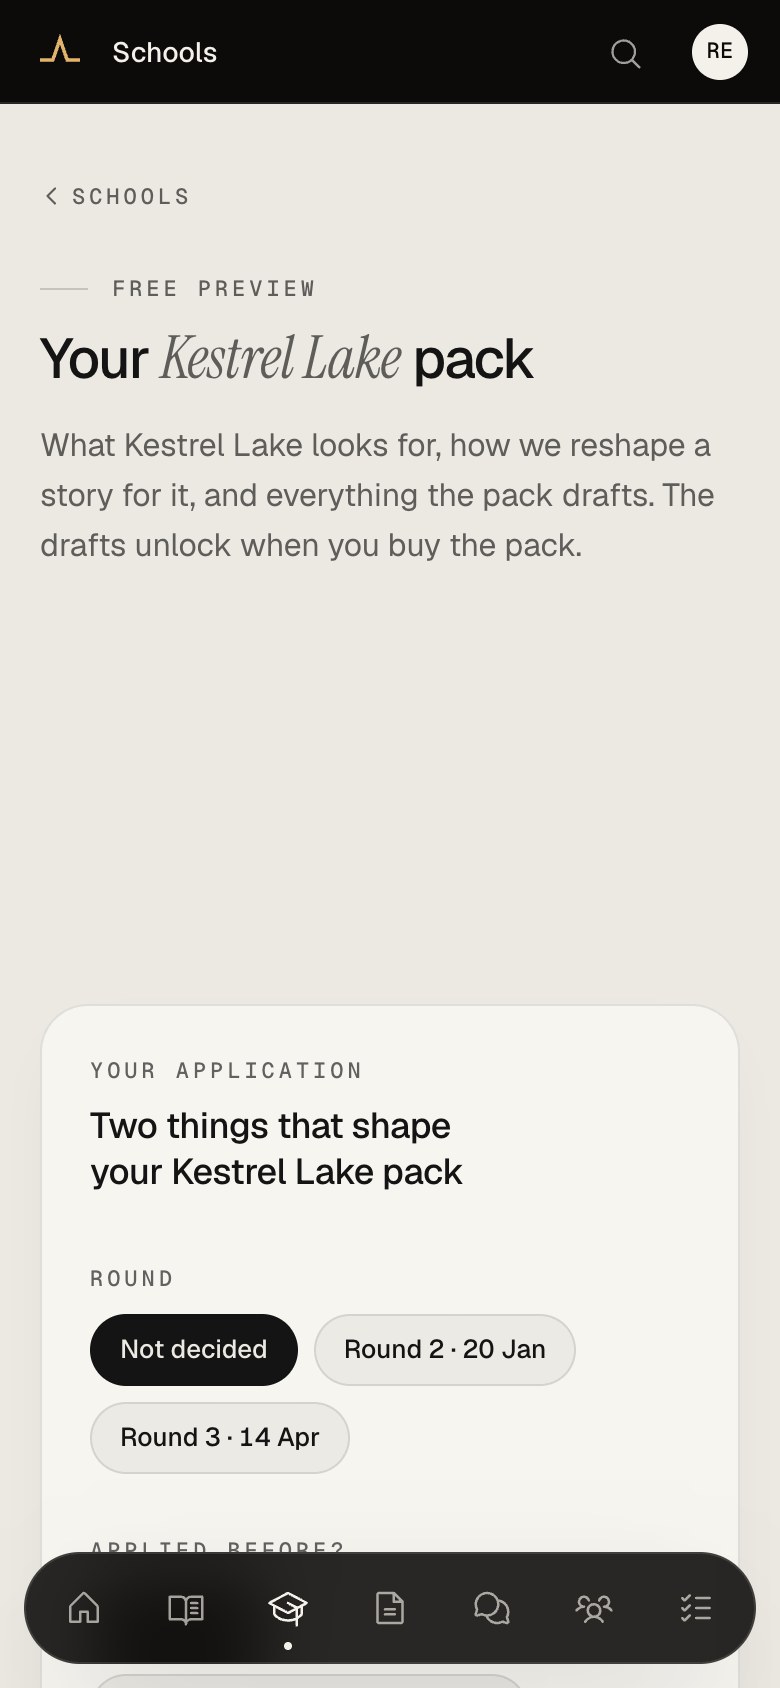 Schools
RE
SCHOOLS
FREE PREVIEW
Your Kestrel Lake pack
What Kestrel Lake looks for, how we reshape a
story for it, and everything the pack drafts. The
drafts unlock when you buy the pack.
YOUR APPLICATION
Two things that shape
your Kestrel Lake pack
ROUND
Not decided
Round 2 · 20 Jan
Round 3 · 14 Apr
APPLIED BEFORE?